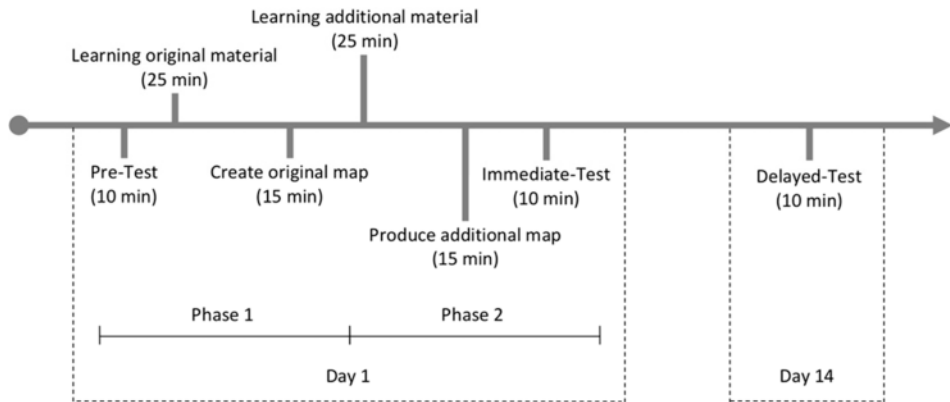 Learning additional material
(25 min)
Learning original material
(25 min)
Pre-Test
(10 min)
Create original map
(15 min)
Immediate-Test
(10 min)
Delayed-Test
(10 min)
Produce additional map
(15 min)
Phase 1
Phase 2
Day 1
Day 14